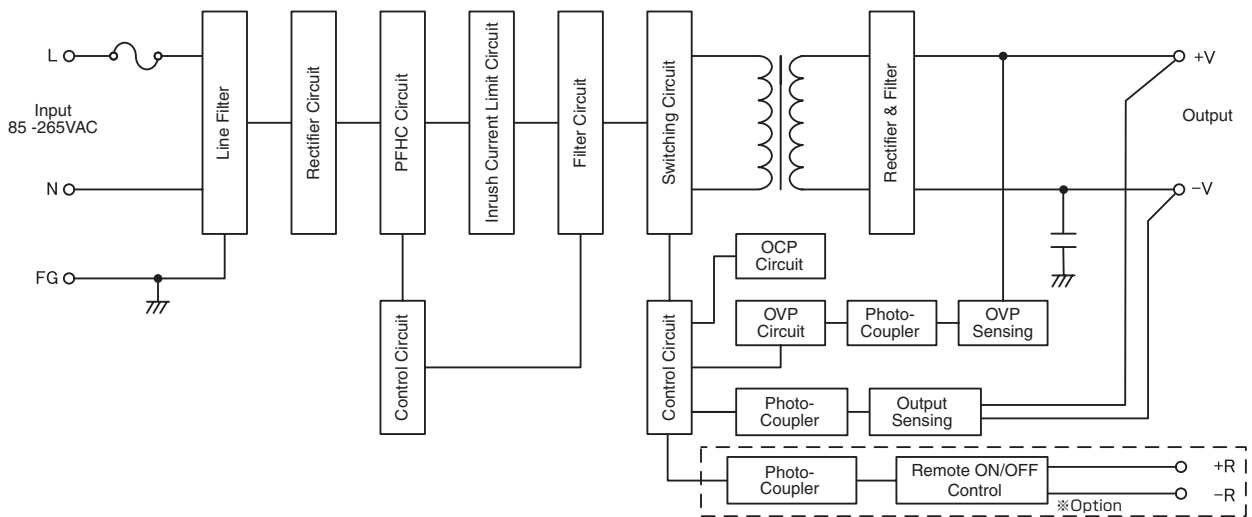 L
Input
85 -265VAC
N
FG
Line Filter
Rectifier Circuit
PFHC Circuit
Inrush Current Limit Circuit
Filter Circuit
Switching Circuit
Rectifier & Filter
+V
Output
−V
Control Circuit
Control Circuit
OCP
Circuit
OVP
Circuit
Photo-
Coupler
OVP
Sensing
Photo-
Coupler
Output
Sensing
Photo-
Coupler
Remote ON/OFF
Control
+R
−R
※Option